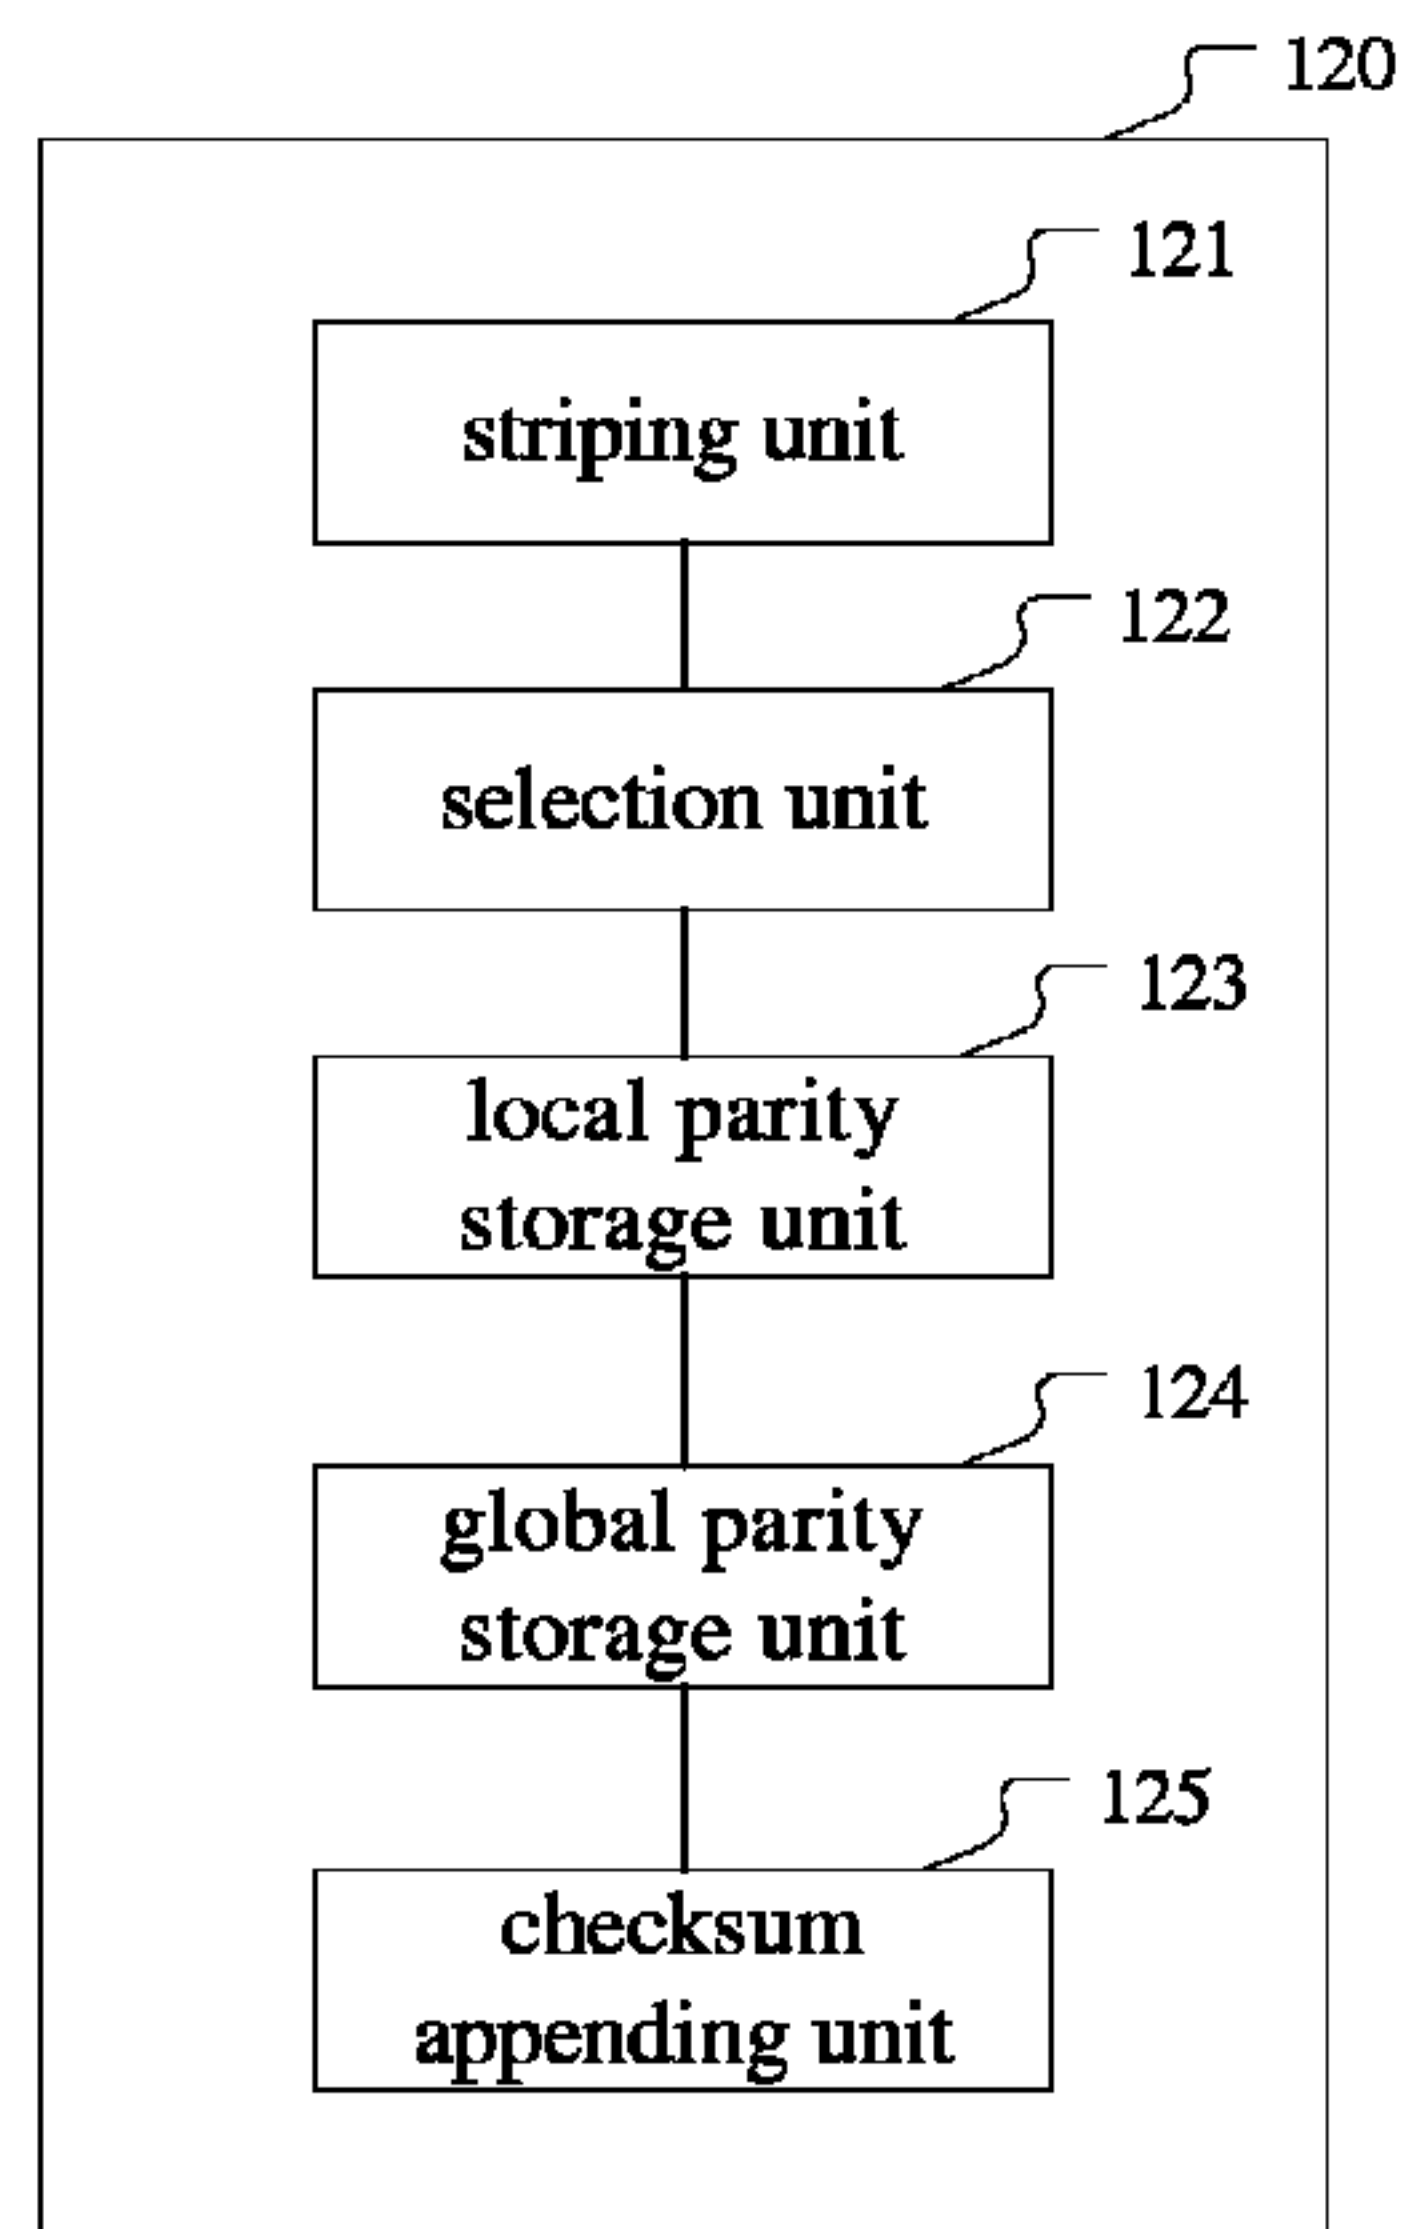 120
121
striping unit
122
selection unit
123
local parity
storage unit
124
global parity
storage unit
125
checksum
appending unit